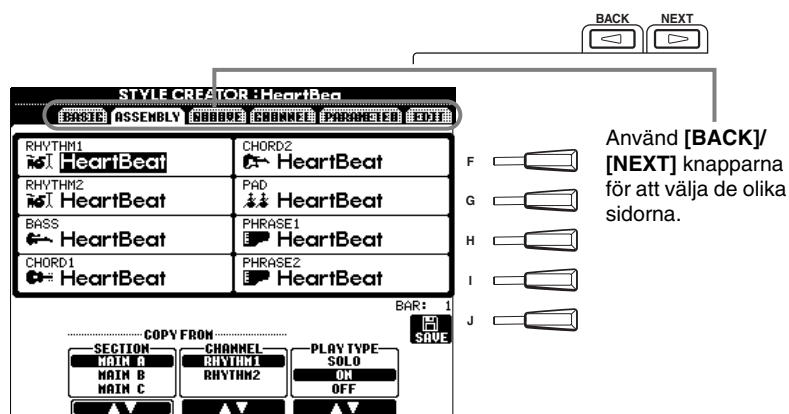 BACK NEXT
STYLE CREATOR :HeartBea
BASIC ASSEMBLY GROOVE CHANNEL PARAMETER EDIT
RHYTHM1
HeartBeat
CHORD2
HeartBeat
RHYTHM2
HeartBeat
PAD
HeartBeat
BASS
HeartBeat
PHRASE1
HeartBeat
CHORD1
HeartBeat
PHRASE2
HeartBeat
BAR: 1
SAVE
COPY FROM
SECTION
MAIN A
MAIN B
MAIN C
CHANNEL
RHYTHM1
RHYTHM2
PLAY TYPE
SOLO
ON
OFF
F
G
H
I
J
Använd [BACK]/
[NEXT] knapparna
för att välja de olika
sidorna.